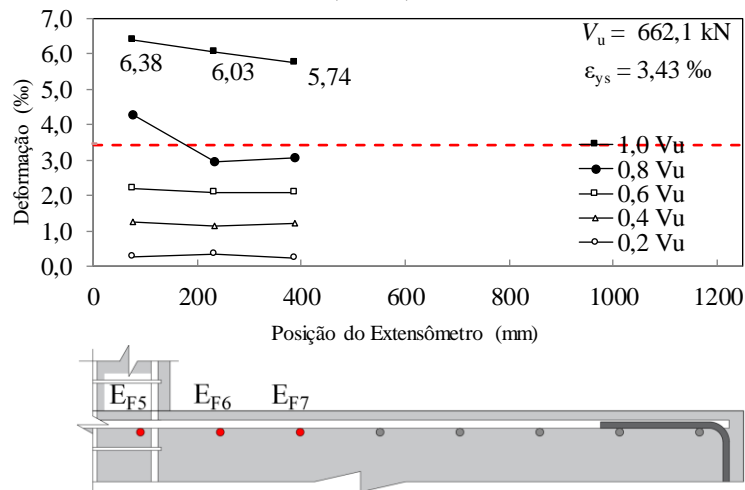 7,0
6,0
5,0
4,0
3,0
2,0
1,0
0,0
Deformação (‰)
6,38
6,03
5,74
Vu = 662,1 kN
εys = 3,43 ‰
1,0 Vu
0,8 Vu
0,6 Vu
0,4 Vu
0,2 Vu
0 200 400 600 800 1000 1200
Posição do Extensômetro (mm)
EF5 EF6 EF7